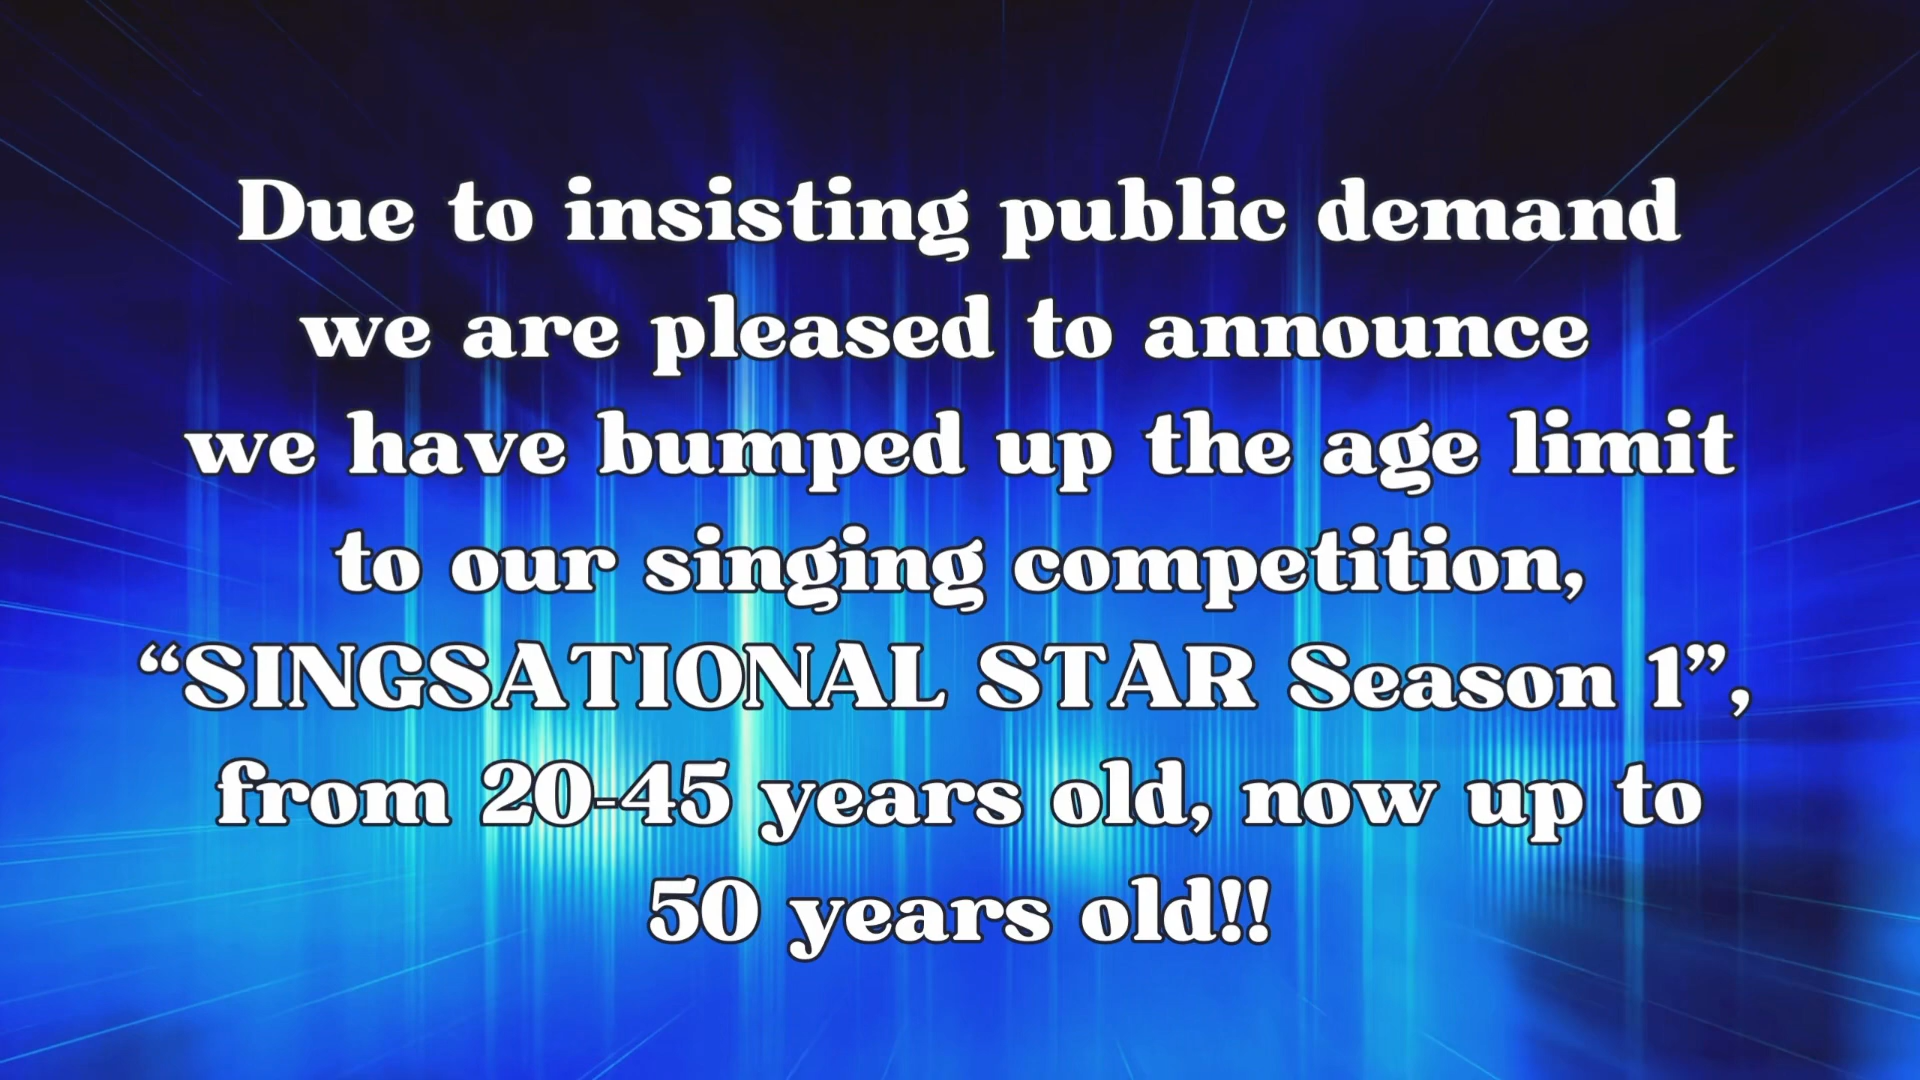 Due to insisting public demand
we are pleased to announce
we have bumped up the age limit
to our singing competition,
“SINGSATIONAL STAR Season 1”,
from 20-45 years old, now up to
50 years old!!